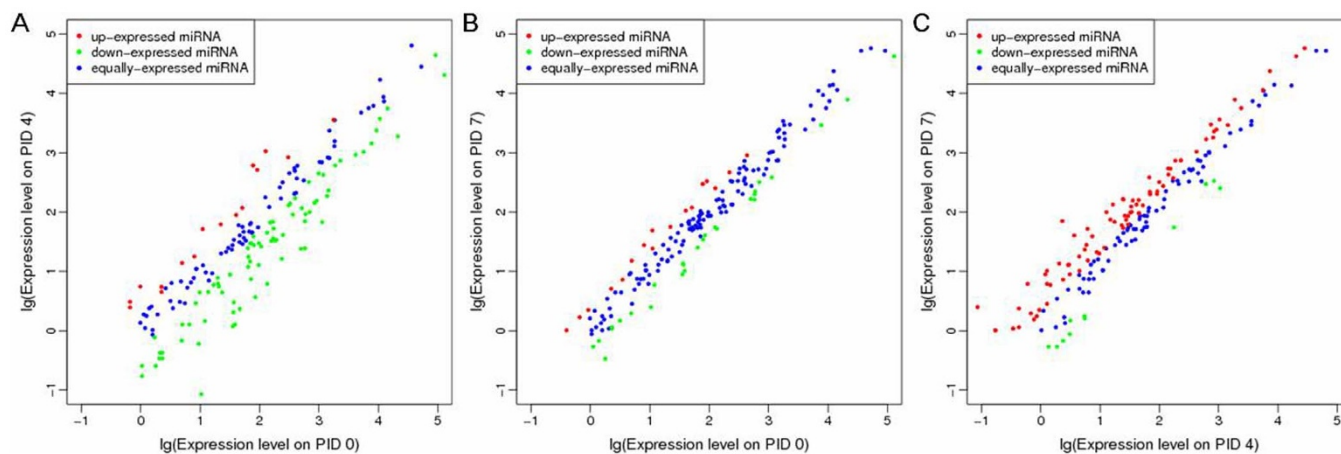 A
up-expressed miRNA
down-expressed miRNA
equally-expressed miRNA
lg(Expression level on PID 4)
5
4
3
2
1
0
−1
−1 0 1 2 3 4 5
lg(Expression level on PID 0)
B
up-expressed miRNA
down-expressed miRNA
equally-expressed miRNA
lg(Expression level on PID 7)
5
4
3
2
1
0
−1
−1 0 1 2 3 4 5
lg(Expression level on PID 0)
C
up-expressed miRNA
down-expressed miRNA
equally-expressed miRNA
lg(Expression level on PID 7)
5
4
3
2
1
0
−1
−1 0 1 2 3 4 5
lg(Expression level on PID 4)